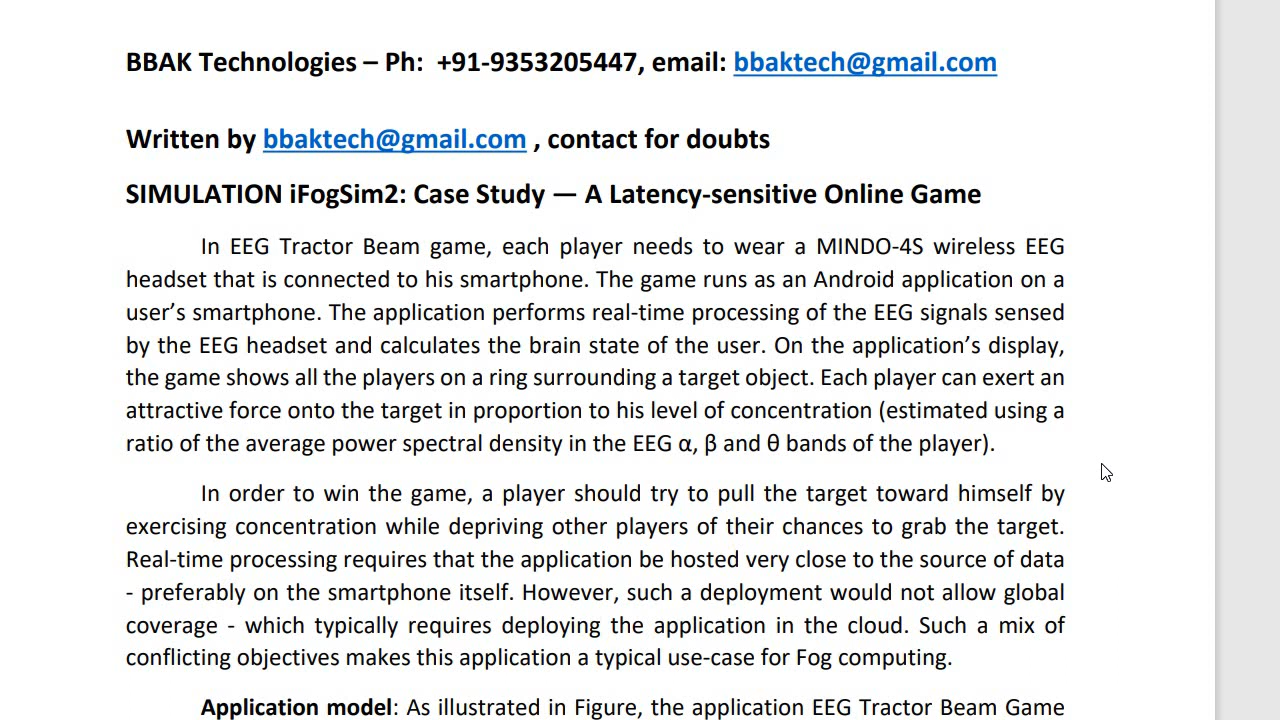 BBAK Technologies – Ph:  +91-9353205447, email: bbaktech@gmail.com
Written by bbaktech@gmail.com , contact for doubts
SIMULATION iFogSim2: Case Study — A Latency-sensitive Online Game
In EEG Tractor Beam game, each player needs to wear a MINDO-4S wireless EEG
headset that is connected to his smartphone. The game runs as an Android application on a
user’s smartphone. The application performs real-time processing of the EEG signals sensed
by the EEG headset and calculates the brain state of the user. On the application’s display,
the game shows all the players on a ring surrounding a target object. Each player can exert an
attractive force onto the target in proportion to his level of concentration (estimated using a
ratio of the average power spectral density in the EEG α, β and θ bands of the player).
In order to win the game, a player should try to pull the target toward himself by
exercising concentration while depriving other players of their chances to grab the target.
Real-time processing requires that the application be hosted very close to the source of data
- preferably on the smartphone itself. However, such a deployment would not allow global
coverage - which typically requires deploying the application in the cloud. Such a mix of
conflicting objectives makes this application a typical use-case for Fog computing.
Application model: As illustrated in Figure, the application EEG Tractor Beam Game